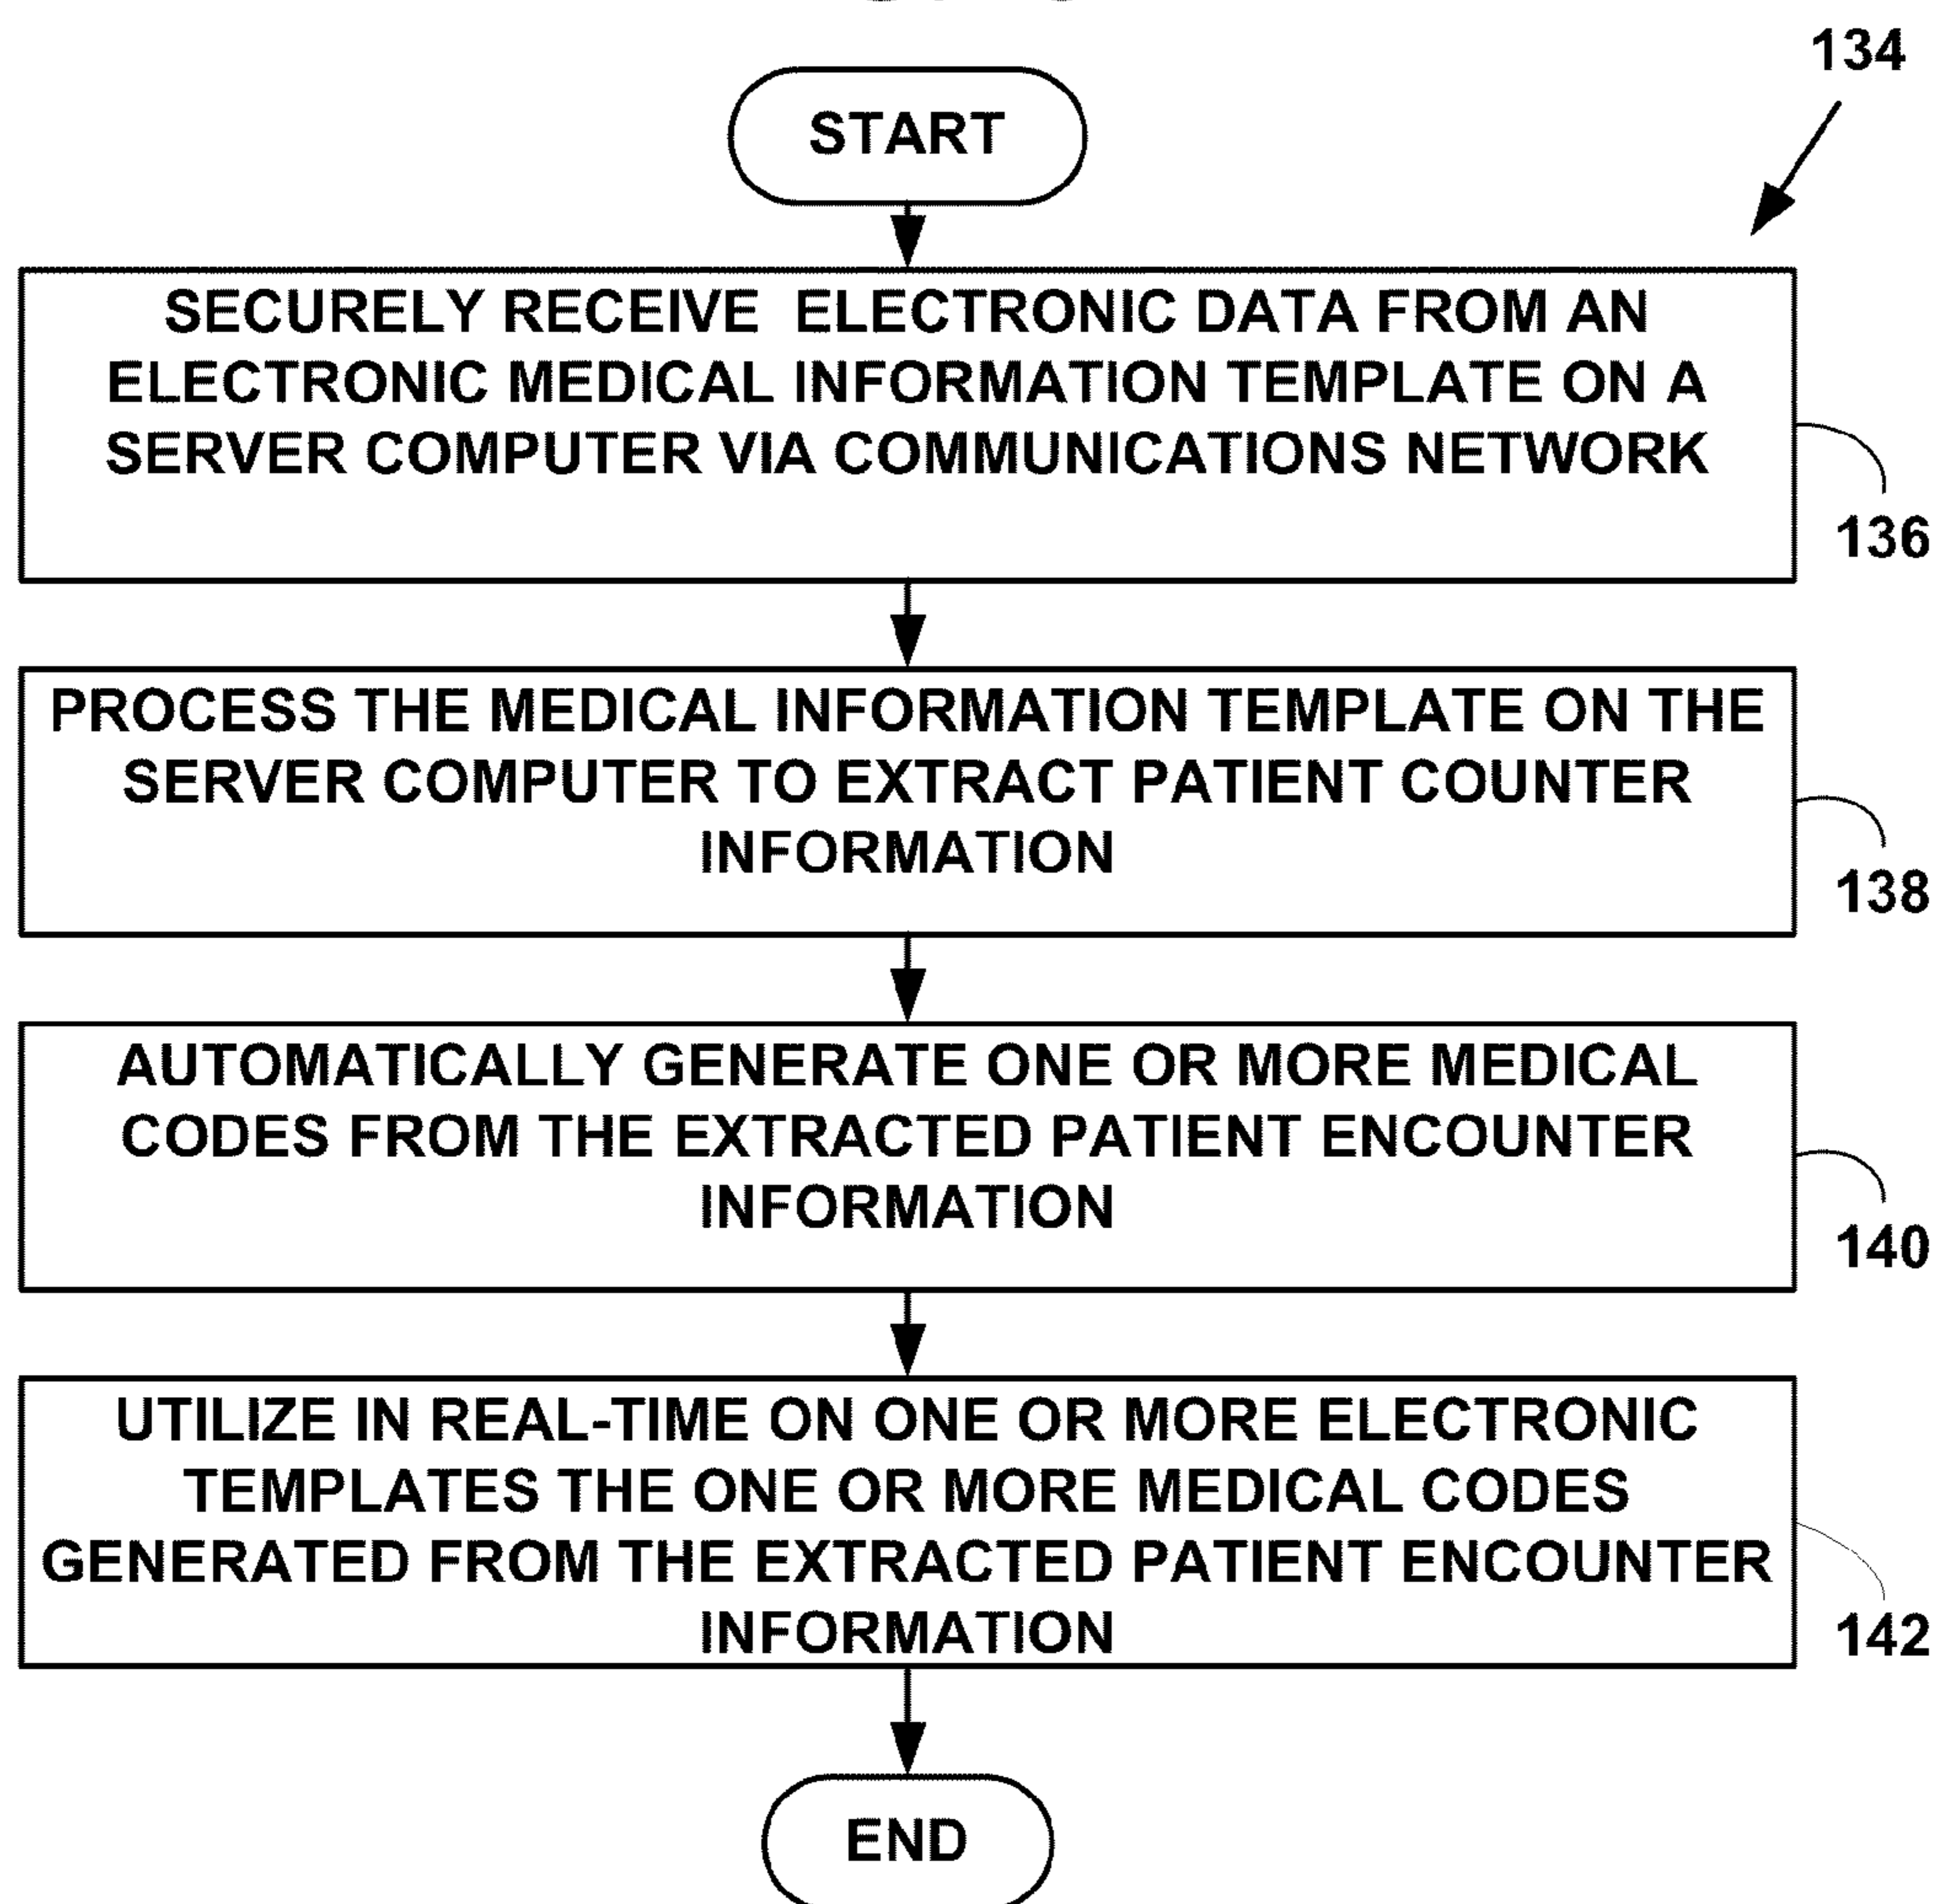 134
START
SECURELY RECEIVE ELECTRONIC DATA FROM AN
ELECTRONIC MEDICAL INFORMATION TEMPLATE ON A
SERVER COMPUTER VIA COMMUNICATIONS NETWORK
136
PROCESS THE MEDICAL INFORMATION TEMPLATE ON THE
SERVER COMPUTER TO EXTRACT PATIENT COUNTER
INFORMATION
138
AUTOMATICALLY GENERATE ONE OR MORE MEDICAL
CODES FROM THE EXTRACTED PATIENT ENCOUNTER
INFORMATION
140
UTILIZE IN REAL-TIME ON ONE OR MORE ELECTRONIC
TEMPLATES THE ONE OR MORE MEDICAL CODES
GENERATED FROM THE EXTRACTED PATIENT ENCOUNTER
INFORMATION
142
END